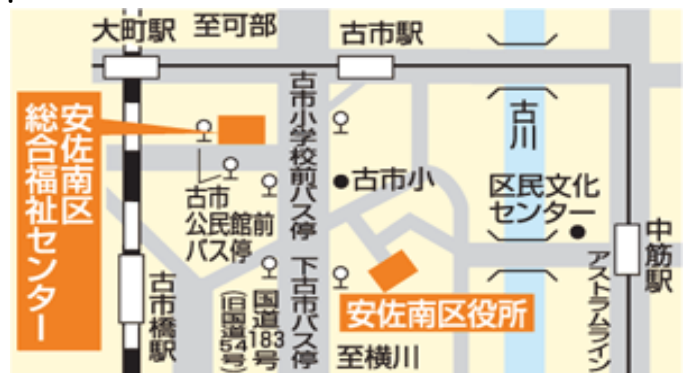 大町駅
至可部
古市駅
安佐南区
総合福祉センター
古市小学校前バス停
古川
古市
公民館前
バス停
古市小
区民文化
センター
中筋駅
アストラムライン
古市橋駅
国道183号
(旧国道54号)
下古市バス停
安佐南区役所
至横川